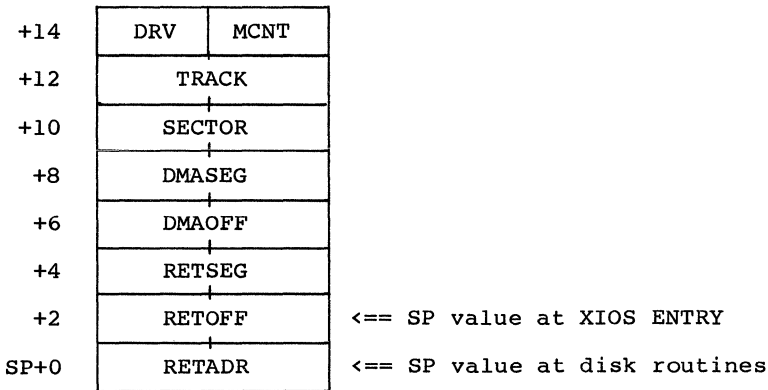 +14 DRV MCNT
+12 TRACK
+10 SECTOR
+8 DMASEG
+6 DMAOFF
+4 RETSEG
+2 RETOFF <== SP value at XIOS ENTRY
SP+0 RETADR <== SP value at disk routines